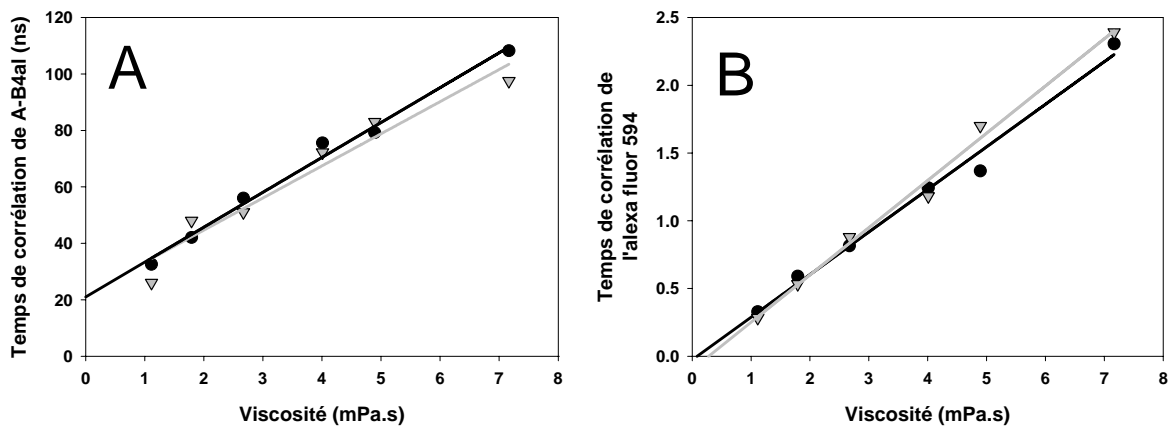 A
Temps de corrélation de A-B4al (ns)
120
100
80
60
40
20
0
0 1 2 3 4 5 6 7 8
Viscosité (mPa.s)
B
Temps de corrélation de
l'alexa fluor 594
2.5
2.0
1.5
1.0
0.5
0.0
0 1 2 3 4 5 6 7 8
Viscosité (mPa.s)